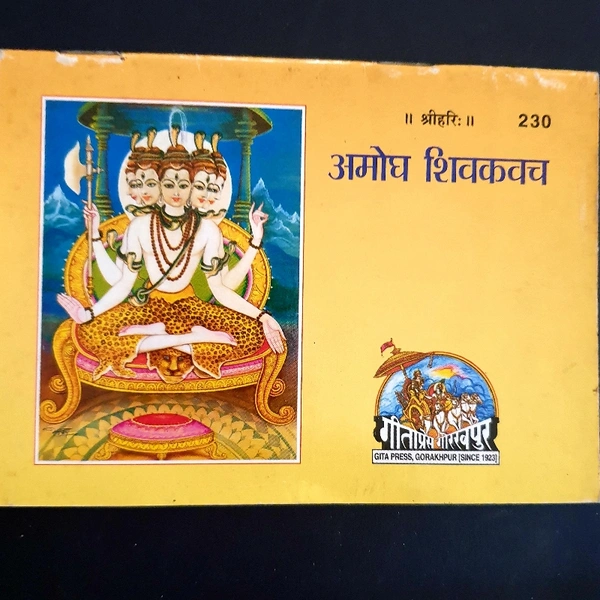 ॥ श्रीहरिः॥ 230
अमोघ शिवकवच
गीताप्रेस गोरखपुर
GITA PRESS, GORAKHPUR [SINCE 1923]